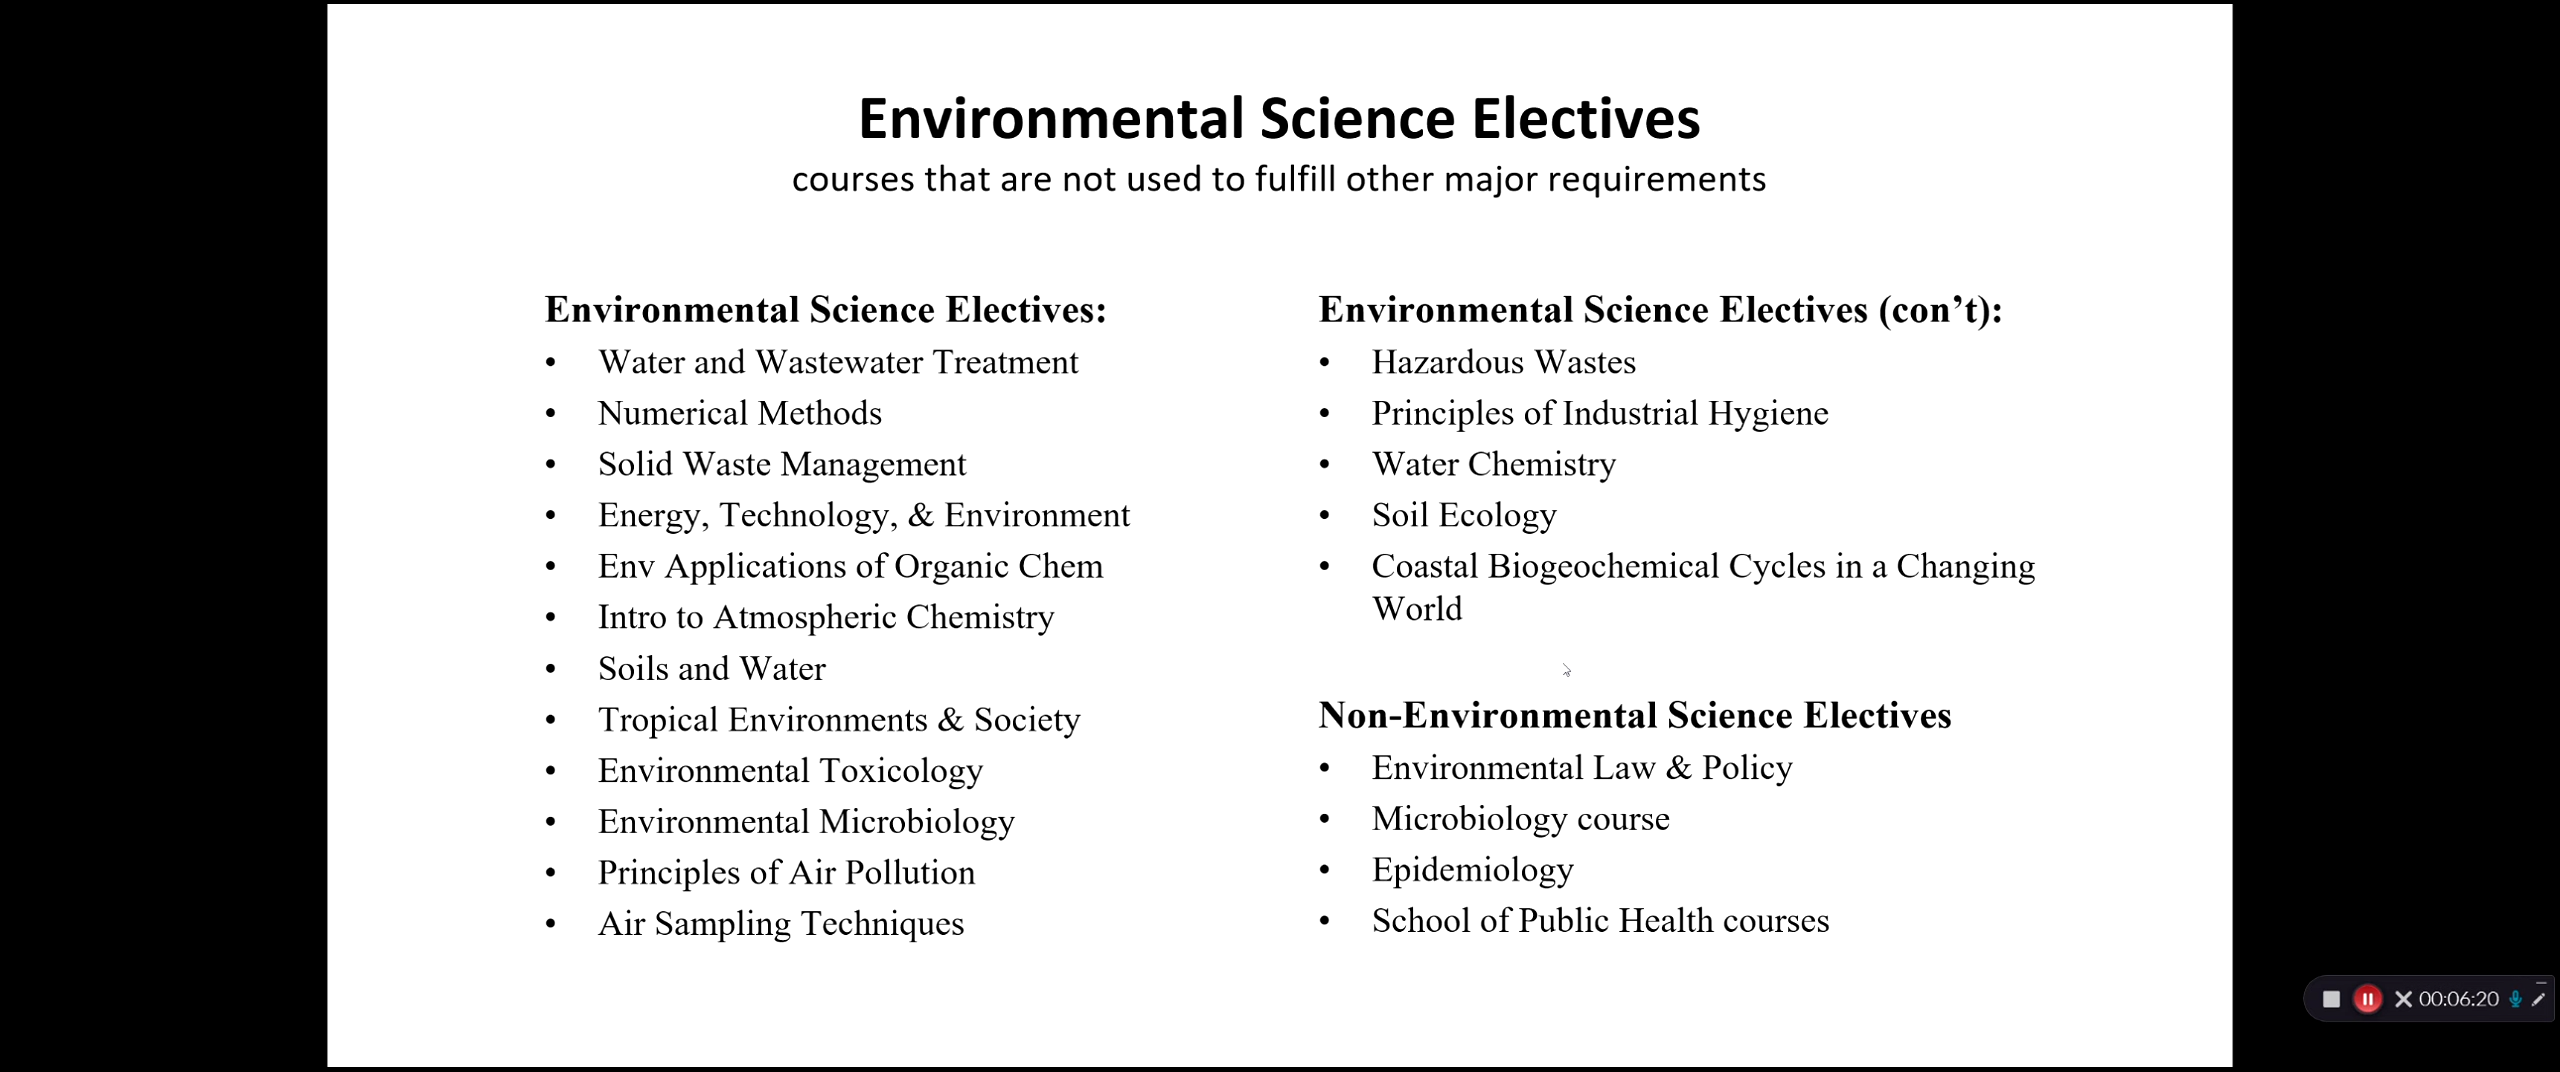 Environmental Science Electives
courses that are not used to fulfill other major requirements
Environmental Science Electives:
• Water and Wastewater Treatment
• Numerical Methods
• Solid Waste Management
• Energy, Technology, & Environment
• Env Applications of Organic Chem
• Intro to Atmospheric Chemistry
• Soils and Water
• Tropical Environments & Society
• Environmental Toxicology
• Environmental Microbiology
• Principles of Air Pollution
• Air Sampling Techniques
Environmental Science Electives (con’t):
• Hazardous Wastes
• Principles of Industrial Hygiene
• Water Chemistry
• Soil Ecology
• Coastal Biogeochemical Cycles in a Changing
World
Non-Environmental Science Electives
• Environmental Law & Policy
• Microbiology course
• Epidemiology
• School of Public Health courses
00:06:20